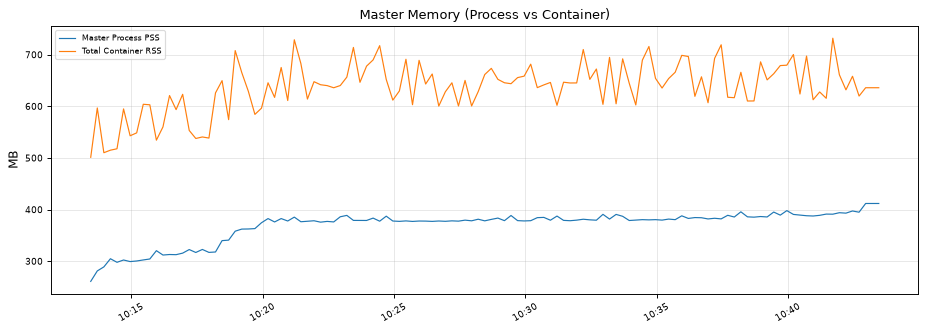 Master Memory (Process vs Container)
Master Process PSS
Total Container RSS
MB
700
600
500
400
300
10:15
10:20
10:25
10:30
10:35
10:40